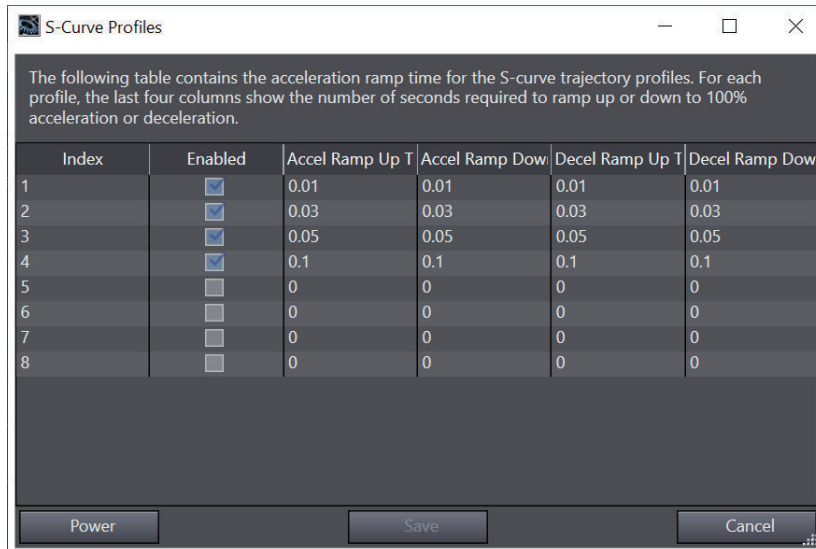 S-Curve Profiles
The following table contains the acceleration ramp time for the S-curve trajectory profiles. For each
profile, the last four columns show the number of seconds required to ramp up or down to 100%
acceleration or deceleration.
Index Enabled Accel Ramp Up T Accel Ramp Dow Decel Ramp Up T Decel Ramp Dow
1 0.01 0.01 0.01 0.01
2 0.03 0.03 0.03 0.03
3 0.05 0.05 0.05 0.05
4 0.1 0.1 0.1 0.1
5 0 0 0 0
6 0 0 0 0
7 0 0 0 0
8 0 0 0 0
Power Save Cancel